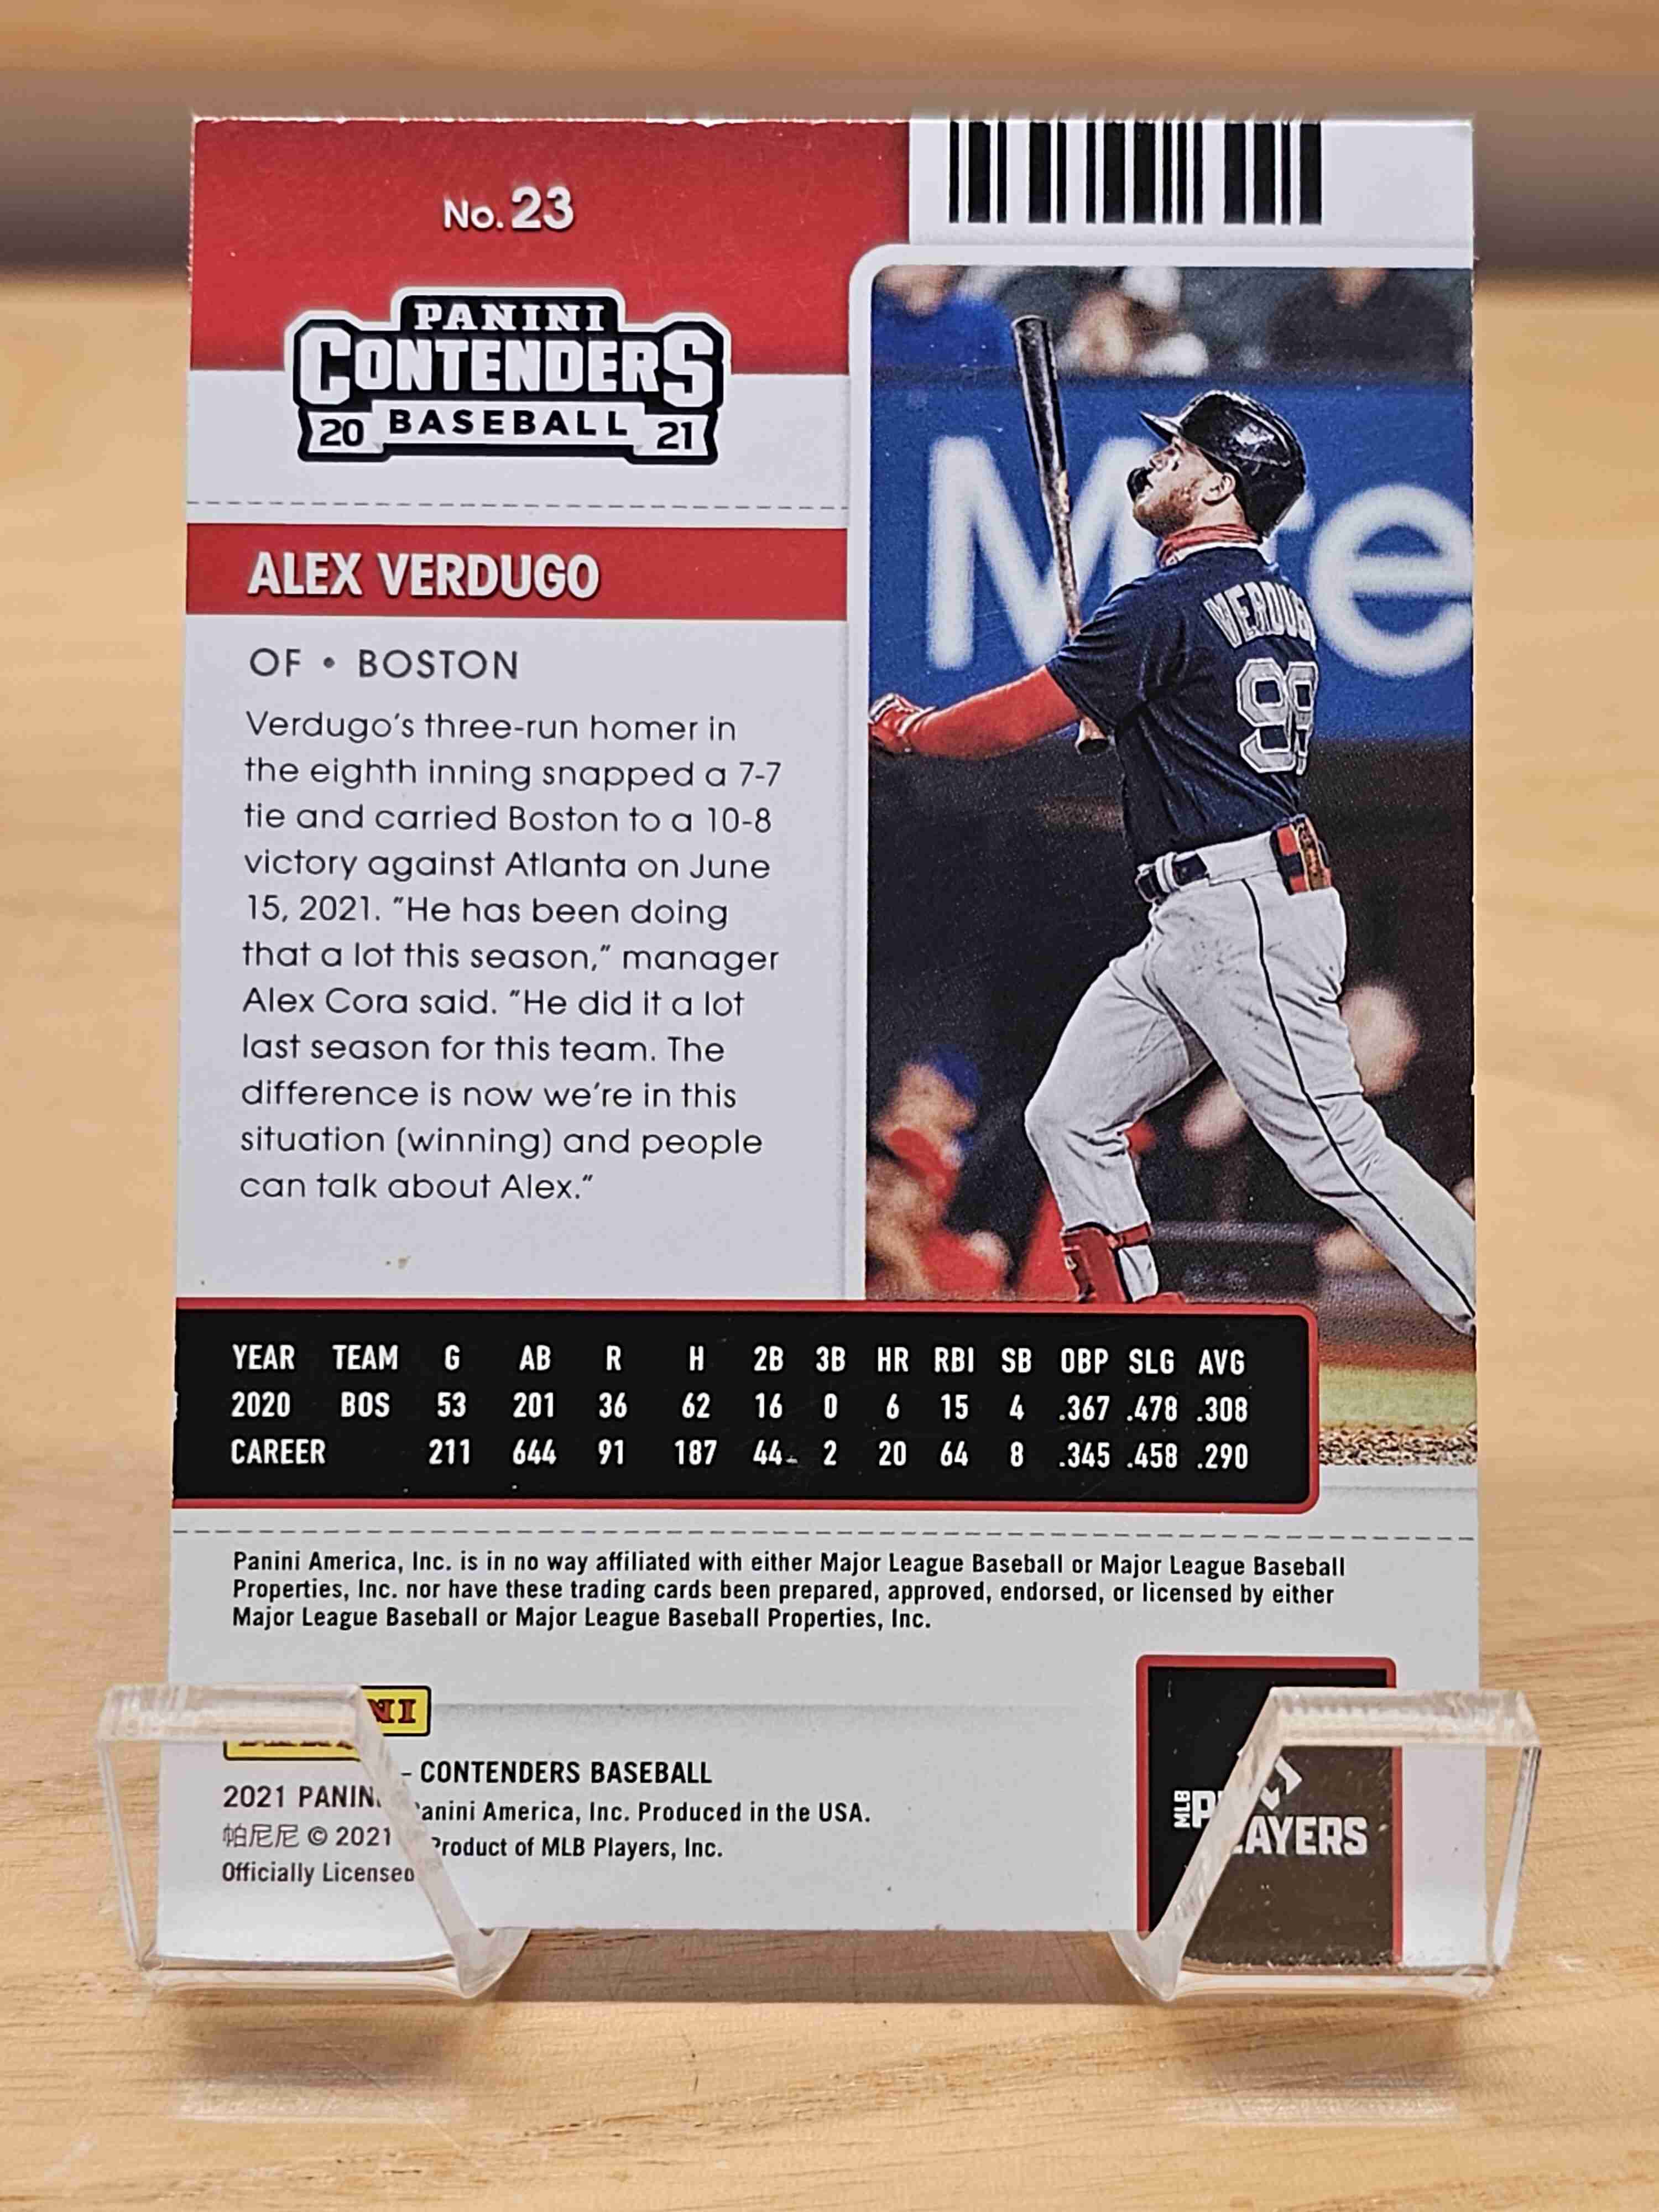 No. 23
PANINI
CONTENDERS
BASEBALL
20 21
ALEX VERDUGO
OF • BOSTON
Verdugo's three-run homer in
the eighth inning snapped a 7-7
tie and carried Boston to a 10-8
victory against Atlanta on June
15, 2021. "He has been doing
that a lot this season," manager
Alex Cora said. "He did it a lot
last season for this team. The
difference is now we're in this
situation (winning) and people
can talk about Alex."
VERDUGO
99
YEAR TEAM G AB R H 2B 3B HR RBI SB OBP SLG AVG
2020 BOS 53 201 36 62 16 0 6 15 4 .367 .478 .308
CAREER 211 644 91 187 44 2 20 64 8 .345 .458 .290
Panini America, Inc. is in no way affiliated with either Major League Baseball or Major League Baseball
Properties, Inc. nor have these trading cards been prepared, approved, endorsed, or licensed by either
Major League Baseball or Major League Baseball Properties, Inc.
2021 PANINI – CONTENDERS BASEBALL
帕尼尼 © 2021 Panini America, Inc. Produced in the USA.
Officially Licensed Product of MLB Players, Inc.
MLB
PLAYERS